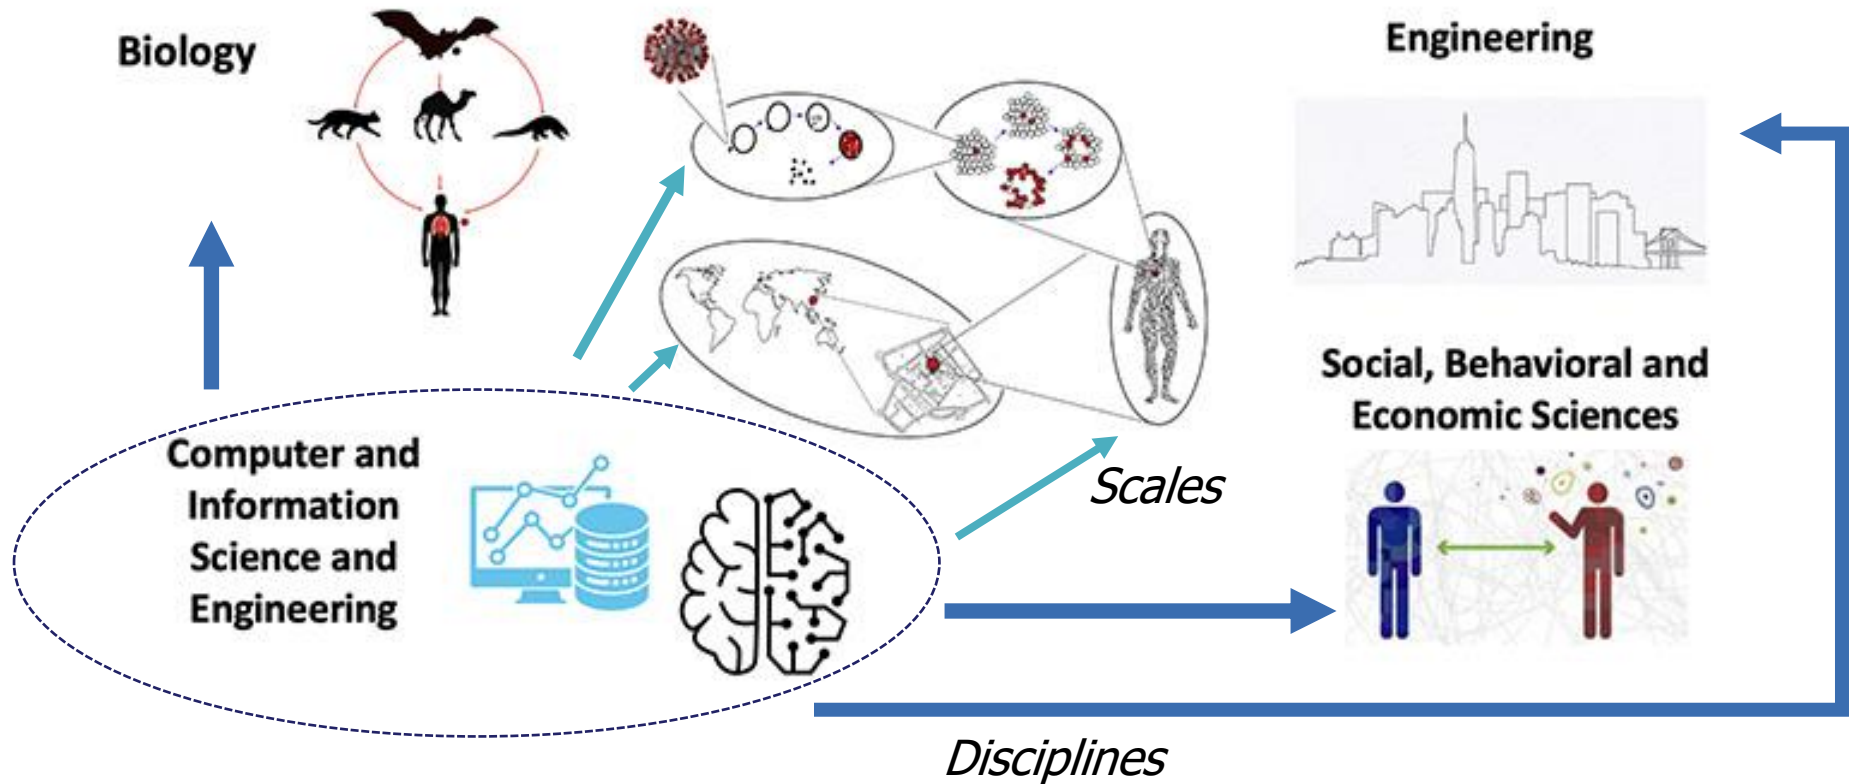 Biology
Engineering
Social, Behavioral and
Economic Sciences
Computer and
Information
Science and
Engineering
Scales
Disciplines